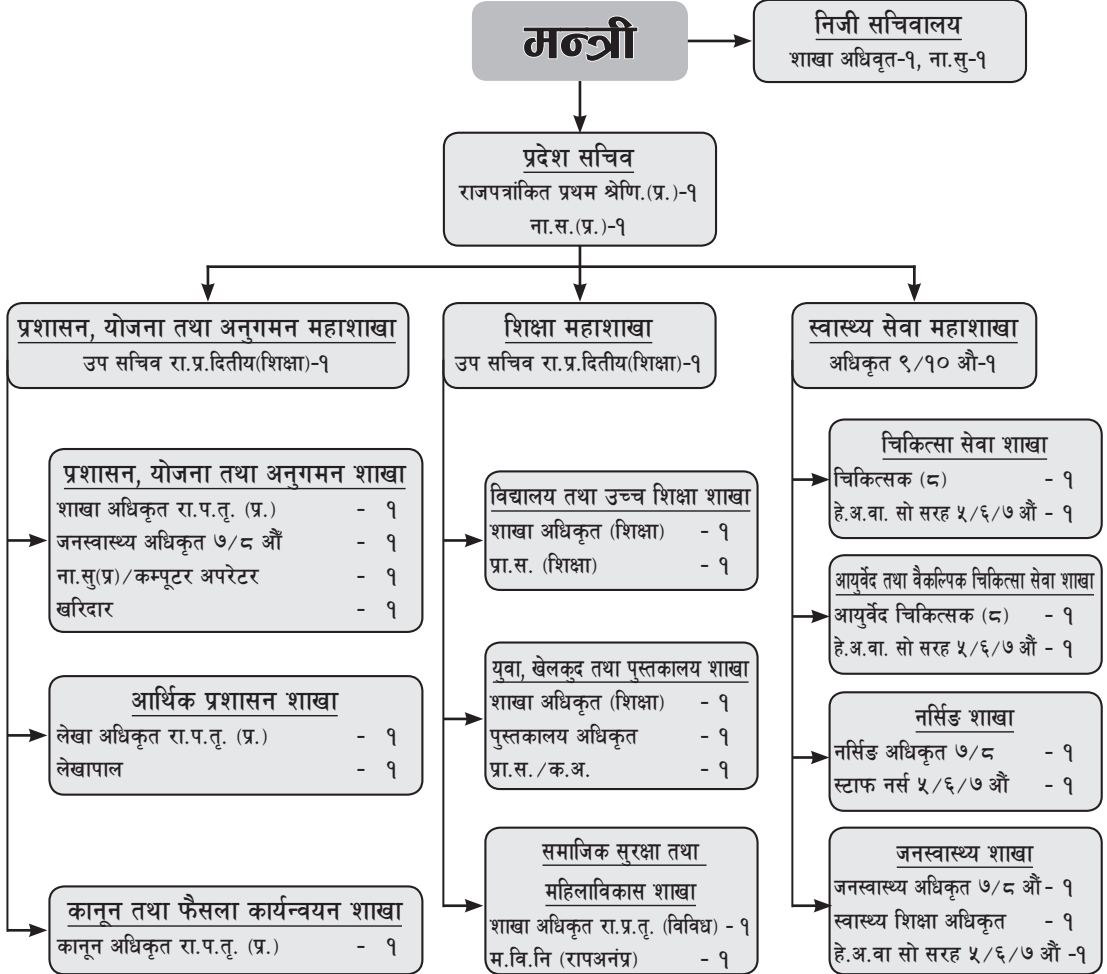 मन्त्री
निजी सचिवालय
शाखा अधिवृत-१, ना.सु-१
प्रदेश सचिव
राजपत्रांकित प्रथम श्रेणि.(प्र.)-१
ना.स.(प्र.)-१
प्रशासन, योजना तथा अनुगमन महाशाखा
उप सचिव रा.प्र.दितीय(शिक्षा)-१
प्रशासन, योजना तथा अनुगमन शाखा
शाखा अधिकृत रा.प.तृ. (प्र.) - १
जनस्वास्थ्य अधिकृत ७/८ औँ - १
ना.सु(प्र)/कम्पूटर अपरेटर - १
खरिदार - १
आर्थिक प्रशासन शाखा
लेखा अधिकृत रा.प.तृ. (प्र.) - १
लेखापाल - १
कानून तथा फैसला कार्यन्वयन शाखा
कानून अधिकृत रा.प.तृ. (प्र.) - १
शिक्षा महाशाखा
उप सचिव रा.प्र.दितीय(शिक्षा)-१
विद्यालय तथा उच्च शिक्षा शाखा
शाखा अधिकृत (शिक्षा) - १
प्रा.स. (शिक्षा) - १
युवा, खेलकुद तथा पुस्तकालय शाखा
शाखा अधिकृत (शिक्षा) - १
पुस्तकालय अधिकृत - १
प्रा.स./क.अ. - १
समाजिक सुरक्षा तथा
महिलाविकास शाखा
शाखा अधिकृत रा.प्र.तृ. (विविध) - १
म.वि.नि (रापअनंप्र) - १
स्वास्थ्य सेवा महाशाखा
अधिकृत ९/१० औ-१
चिकित्सा सेवा शाखा
चिकित्सक (८) - १
हे.अ.वा. सो सरह ५/६/७ औं - १
आयुर्वेद तथा वैकल्पिक चिकित्सा सेवा शाखा
आयुर्वेद चिकित्सक (८) - १
हे.अ.वा. सो सरह ५/६/७ औं - १
नर्सिङ शाखा
नर्सिङ अधिकृत ७/८ - १
स्टाफ नर्स ५/६/७ औं - १
जनस्वास्थ्य शाखा
जनस्वास्थ्य अधिकृत ७/८ औं- १
स्वास्थ्य शिक्षा अधिकृत - १
हे.अ.वा सो सरह ५/६/७ औं -१